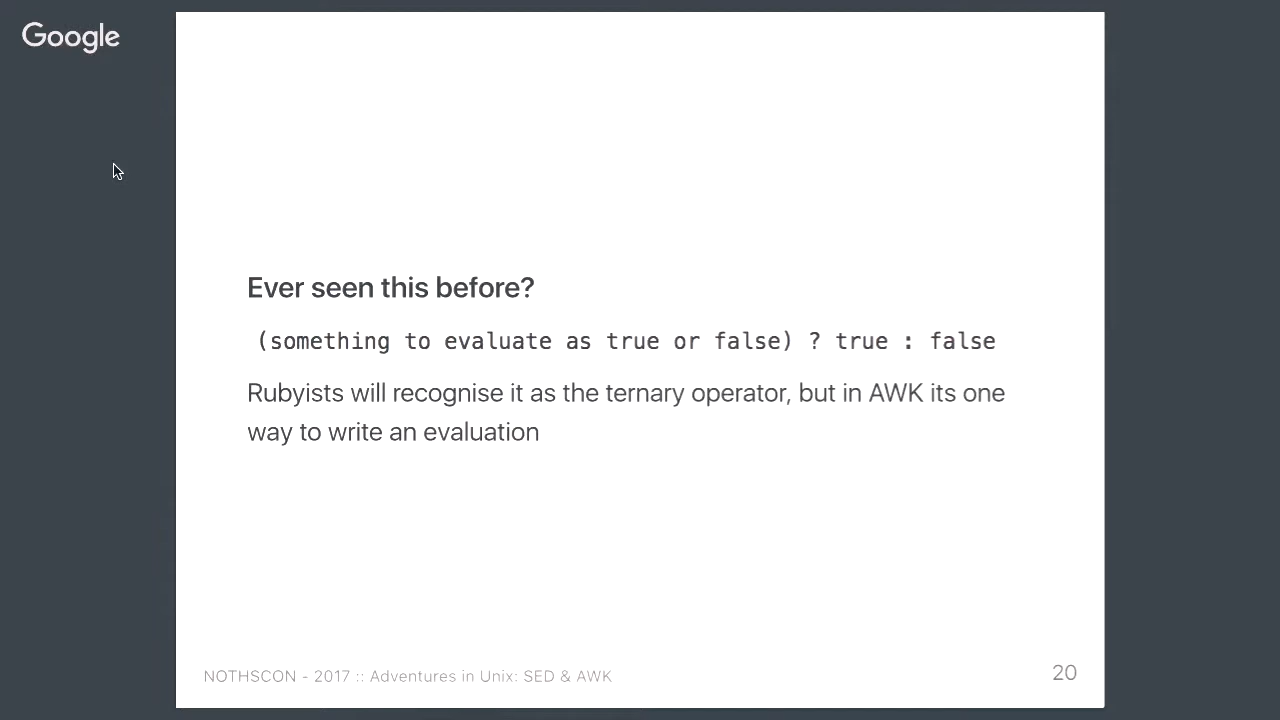 Google
Ever seen this before?
(something to evaluate as true or false) ? true : false
Rubyists will recognise it as the ternary operator, but in AWK its one
way to write an evaluation
NOTHSCON - 2017 :: Adventures in Unix: SED & AWK
20